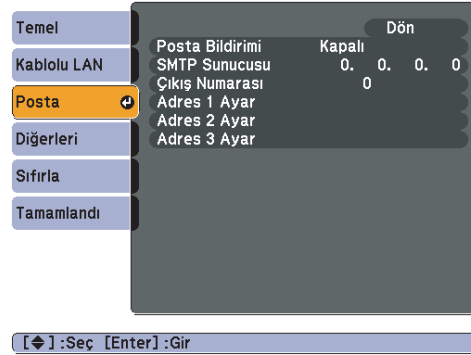 Temel
Kablolu LAN
Posta
Diğerleri
Sıfırla
Tamamlandı
Dön
Posta Bildirimi Kapalı
SMTP Sunucusu 0. 0. 0. 0
Çıkış Numarası 0
Adres 1 Ayar
Adres 2 Ayar
Adres 3 Ayar
[◆] :Seç [Enter] :Gir